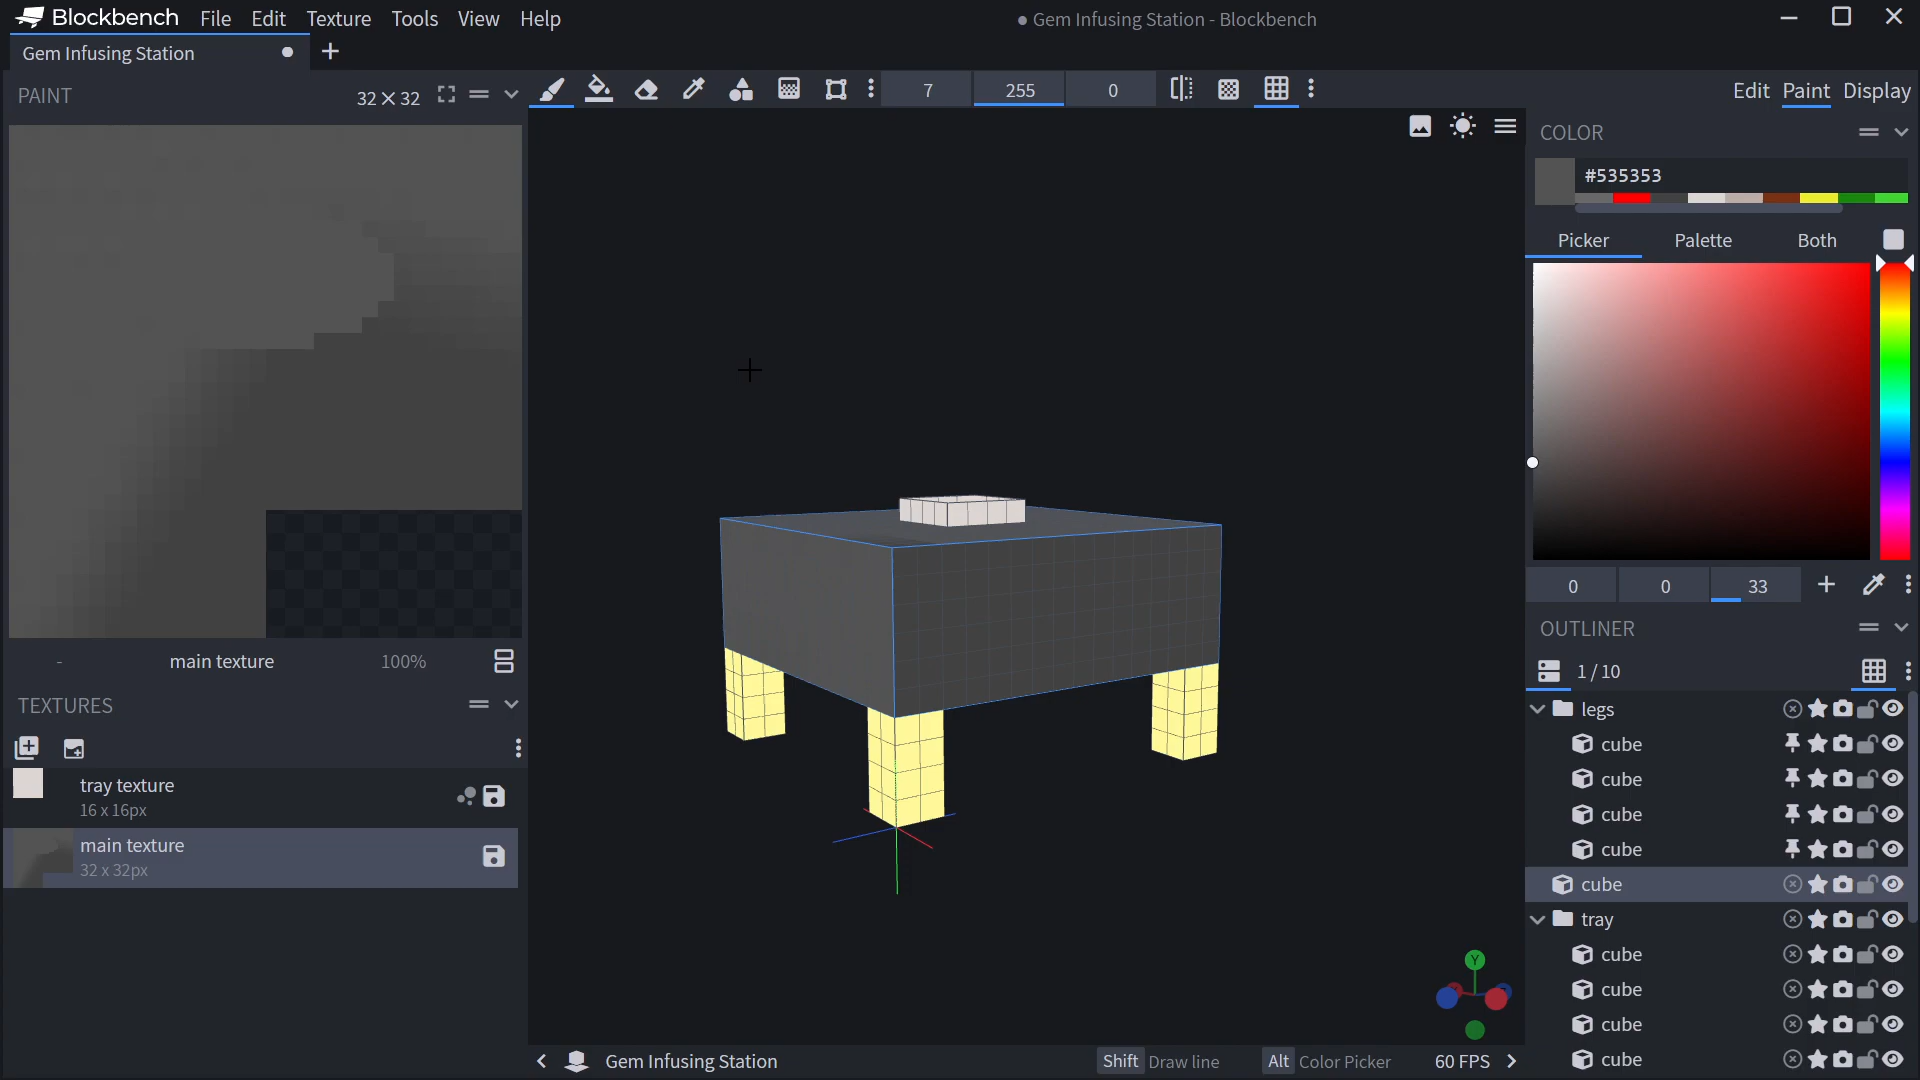 Blockbench File Edit Texture Tools View Help
Gem Infusing Station - Blockbench
Gem Infusing Station
PAINT
32 × 32
7
255
0
Edit Paint Display
COLOR
#535353
Picker Palette Both
0
0
33
OUTLINER
1 / 10
legs
cube
cube
cube
cube
cube
tray
cube
cube
cube
cube
-
main texture
100%
TEXTURES
tray texture
16 x 16px
main texture
32 x 32px
Y
Gem Infusing Station
Shift Draw line
Alt Color Picker
60 FPS